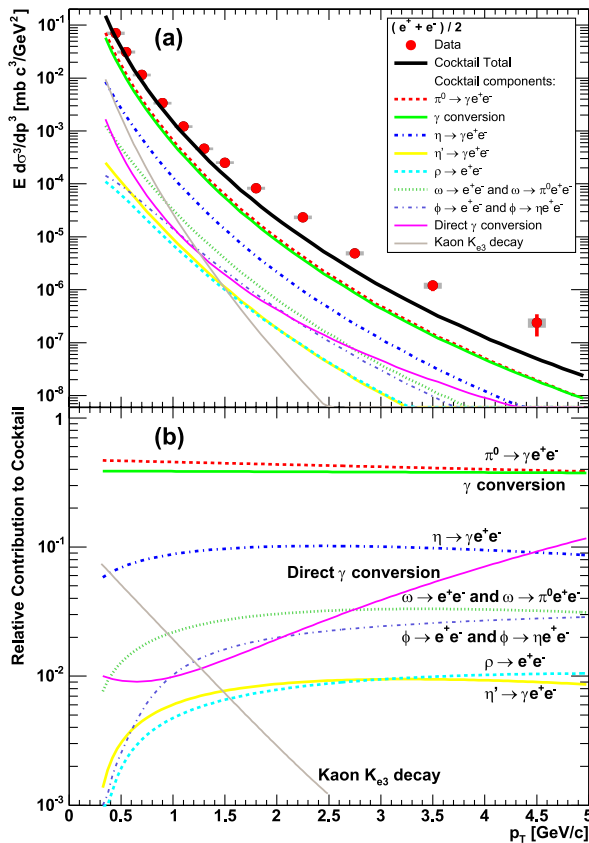 E dσ³/dp³ [mb c³/GeV²]
10⁻¹
10⁻²
10⁻³
10⁻⁴
10⁻⁵
10⁻⁶
10⁻⁷
10⁻⁸
(a)
(e⁺ + e⁻) / 2
Data
Cocktail Total
Cocktail components:
π⁰ → γe⁺e⁻
γ conversion
η → γe⁺e⁻
η' → γe⁺e⁻
ρ → e⁺e⁻
ω → e⁺e⁻ and ω → π⁰e⁺e⁻
ϕ → e⁺e⁻ and ϕ → ηe⁺e⁻
Direct γ conversion
Kaon Kₑ₃ decay
Relative Contribution to Cocktail
1
10⁻¹
10⁻²
10⁻³
(b)
π⁰ → γe⁺e⁻
γ conversion
η → γe⁺e⁻
Direct γ conversion
ω → e⁺e⁻ and ω → π⁰e⁺e⁻
ϕ → e⁺e⁻ and ϕ → ηe⁺e⁻
ρ → e⁺e⁻
η' → γe⁺e⁻
Kaon Kₑ₃ decay
0 0.5 1 1.5 2 2.5 3 3.5 4 4.5 5
p_T [GeV/c]